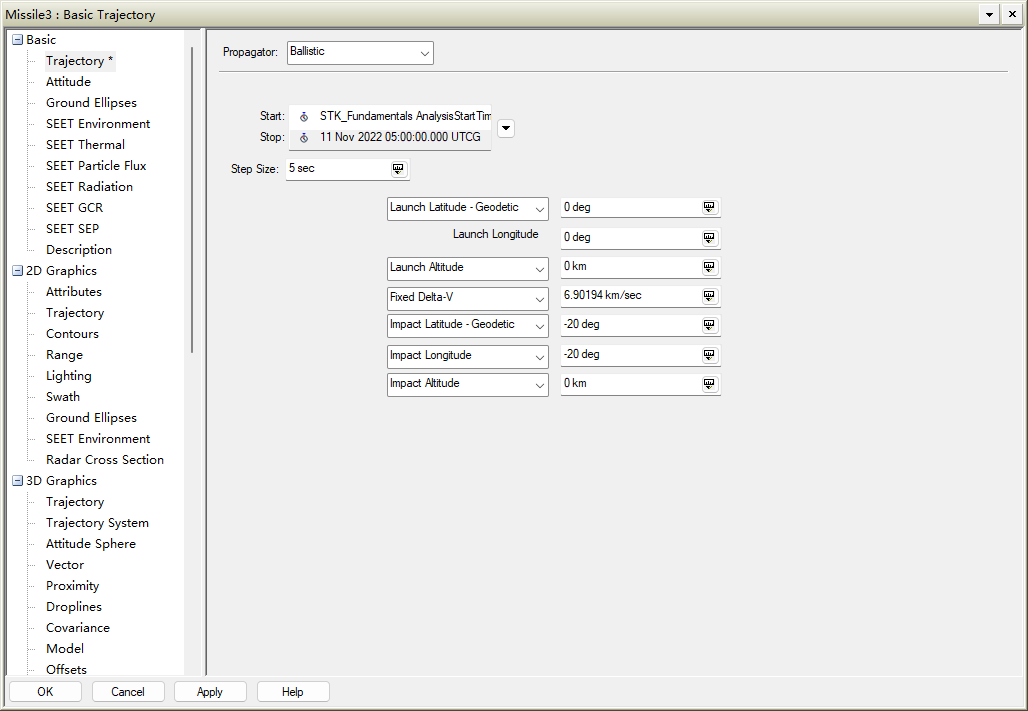 Missile3 : Basic Trajectory
Basic
Trajectory *
Attitude
Ground Ellipses
SEET Environment
SEET Thermal
SEET Particle Flux
SEET Radiation
SEET GCR
SEET SEP
Description
2D Graphics
Attributes
Trajectory
Contours
Range
Lighting
Swath
Ground Ellipses
SEET Environment
Radar Cross Section
3D Graphics
Trajectory
Trajectory System
Attitude Sphere
Vector
Proximity
Droplines
Covariance
Model
Offsets
Propagator: Ballistic
Start: STK_Fundamentals AnalysisStartTim
Stop: 11 Nov 2022 05:00:00.000 UTCG
Step Size: 5 sec
Launch Latitude - Geodetic 0 deg
Launch Longitude 0 deg
Launch Altitude 0 km
Fixed Delta-V 6.90194 km/sec
Impact Latitude - Geodetic -20 deg
Impact Longitude -20 deg
Impact Altitude 0 km
OK Cancel Apply Help